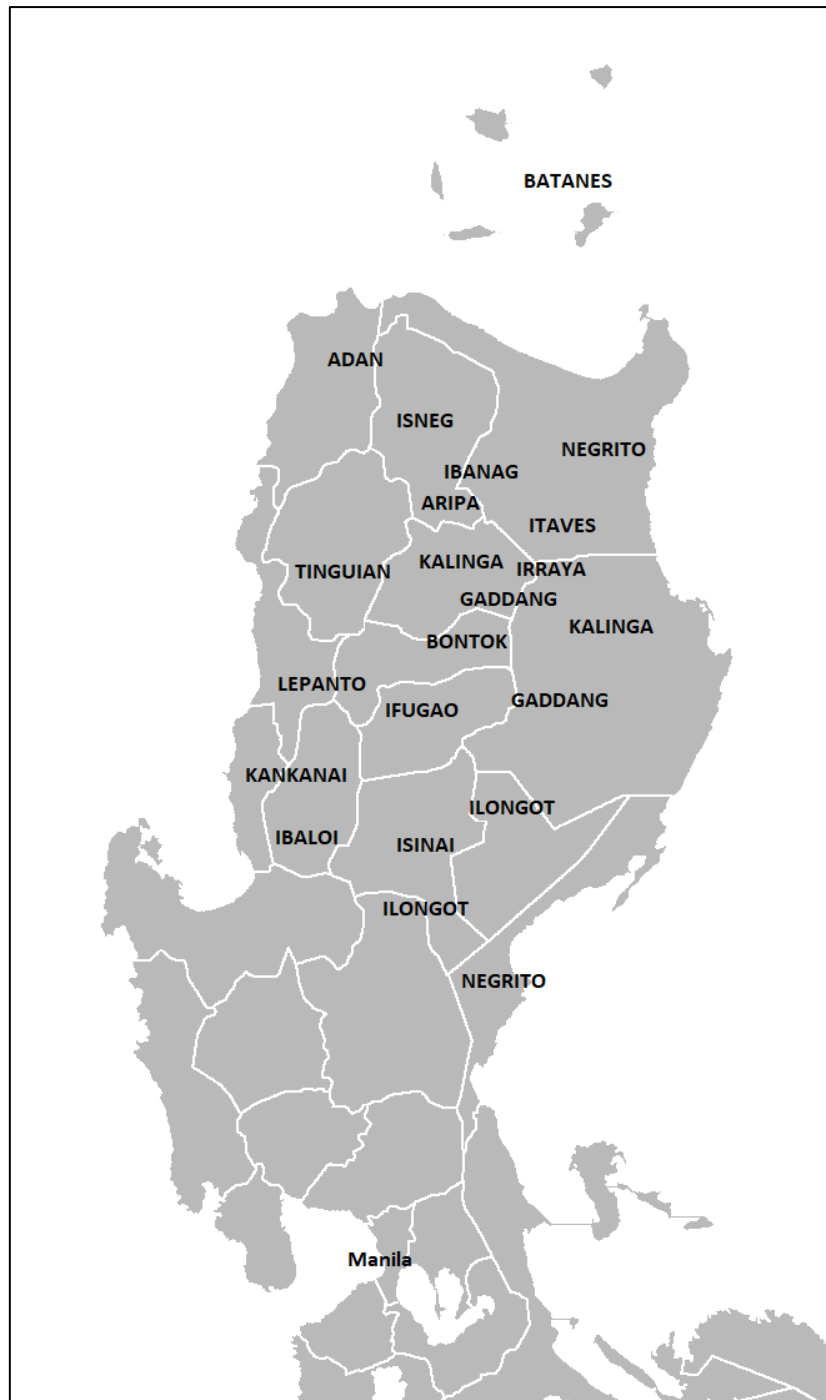 BATANES
ADAN
ISNEG
NEGRITO
IBANAG
ARIPA
ITAVES
KALINGA
IRRAYA
TINGUIAN
GADDANG
KALINGA
BONTOK
LEPANTO
GADDANG
IFUGAO
KANKANAI
ILONGOT
IBALOI
ISINAI
ILONGOT
NEGRITO
Manila